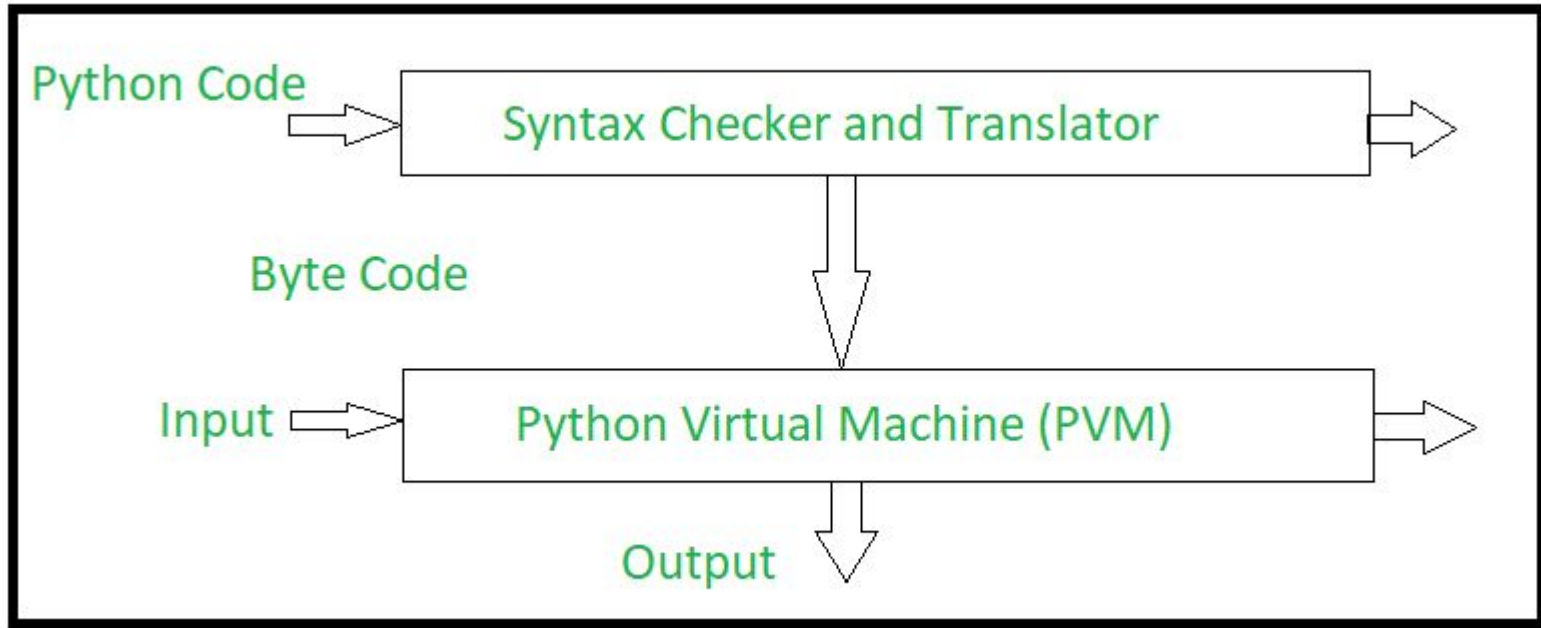 Python Code
Syntax Checker and Translator
Byte Code
Input
Python Virtual Machine (PVM)
Output